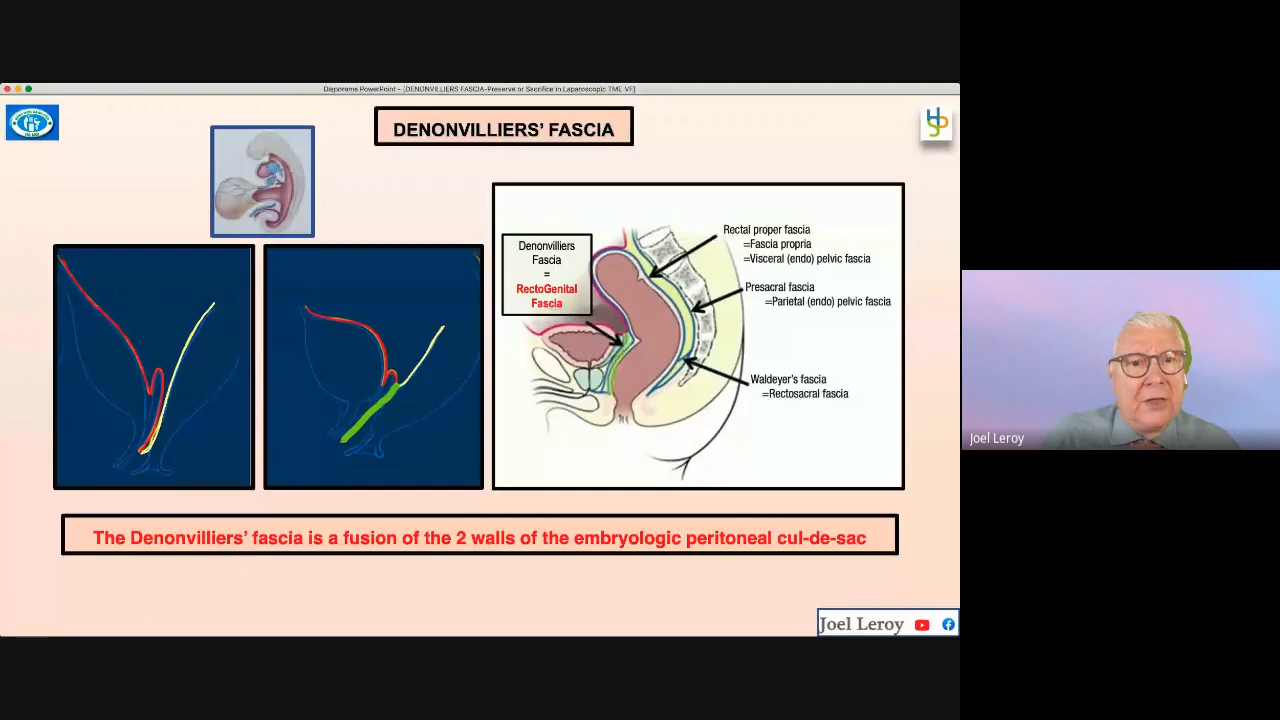 Diaporama PowerPoint - [DENONVILLIERS FASCIA-Preserve or Sacrifice in Laparoscopic TME VF]
DENONVILLIERS' FASCIA
Denonvilliers
Fascia
=
RectoGenital
Fascia
Rectal proper fascia
=Fascia propria
=Visceral (endo) pelvic fascia
Presacral fascia
=Parietal (endo) pelvic fascia
Waldeyer's fascia
=Rectosacral fascia
The Denonvilliers' fascia is a fusion of the 2 walls of the embryologic peritoneal cul-de-sac
Joel Leroy
Joel Leroy